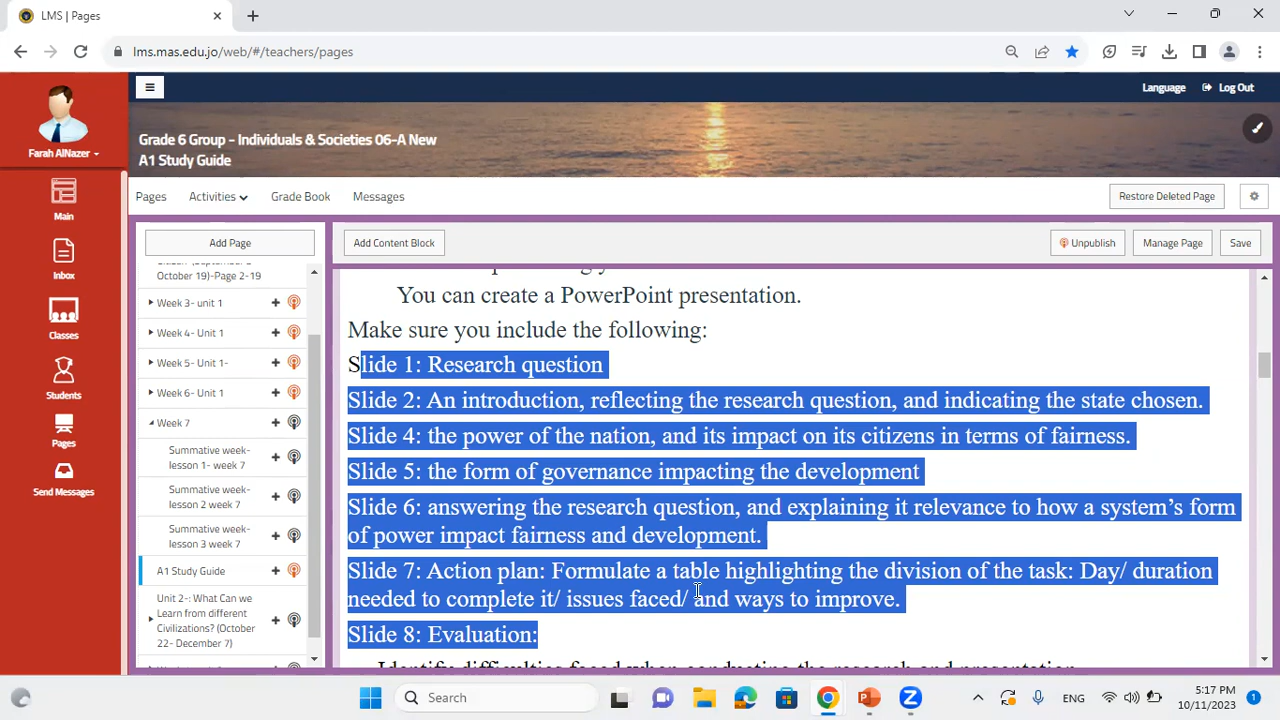 LMS | Pages
lms.mas.edu.jo/web/#/teachers/pages
Language
Log Out
Grade 6 Group - Individuals & Societies 06-A New
A1 Study Guide
Farah AlNazer
Pages
Activities
Grade Book
Messages
Restore Deleted Page
Main
Inbox
Classes
Students
Pages
Send Messages
Add Page
October 19)-Page 2-19
Week 3- unit 1
Week 4- Unit 1
Week 5- Unit 1-
Week 6- Unit 1
Week 7
Summative week-
lesson 1- week 7
Summative week-
lesson 2 week 7
Summative week-
lesson 3 week 7
A1 Study Guide
Unit 2-: What Can we
Learn from different
Civilizations? (October
22- December 7)
Add Content Block
Unpublish
Manage Page
Save
You can create a PowerPoint presentation.
Make sure you include the following:
Slide 1: Research question
Slide 2: An introduction, reflecting the research question, and indicating the state chosen.
Slide 4: the power of the nation, and its impact on its citizens in terms of fairness.
Slide 5: the form of governance impacting the development
Slide 6: answering the research question, and explaining it relevance to how a system’s form
of power impact fairness and development.
Slide 7: Action plan: Formulate a table highlighting the division of the task: Day/ duration
needed to complete it/ issues faced/ and ways to improve.
Slide 8: Evaluation:
Identify difficulties faced when conducting the research and presentation.
Search
ENG
5:17 PM
10/11/2023
1